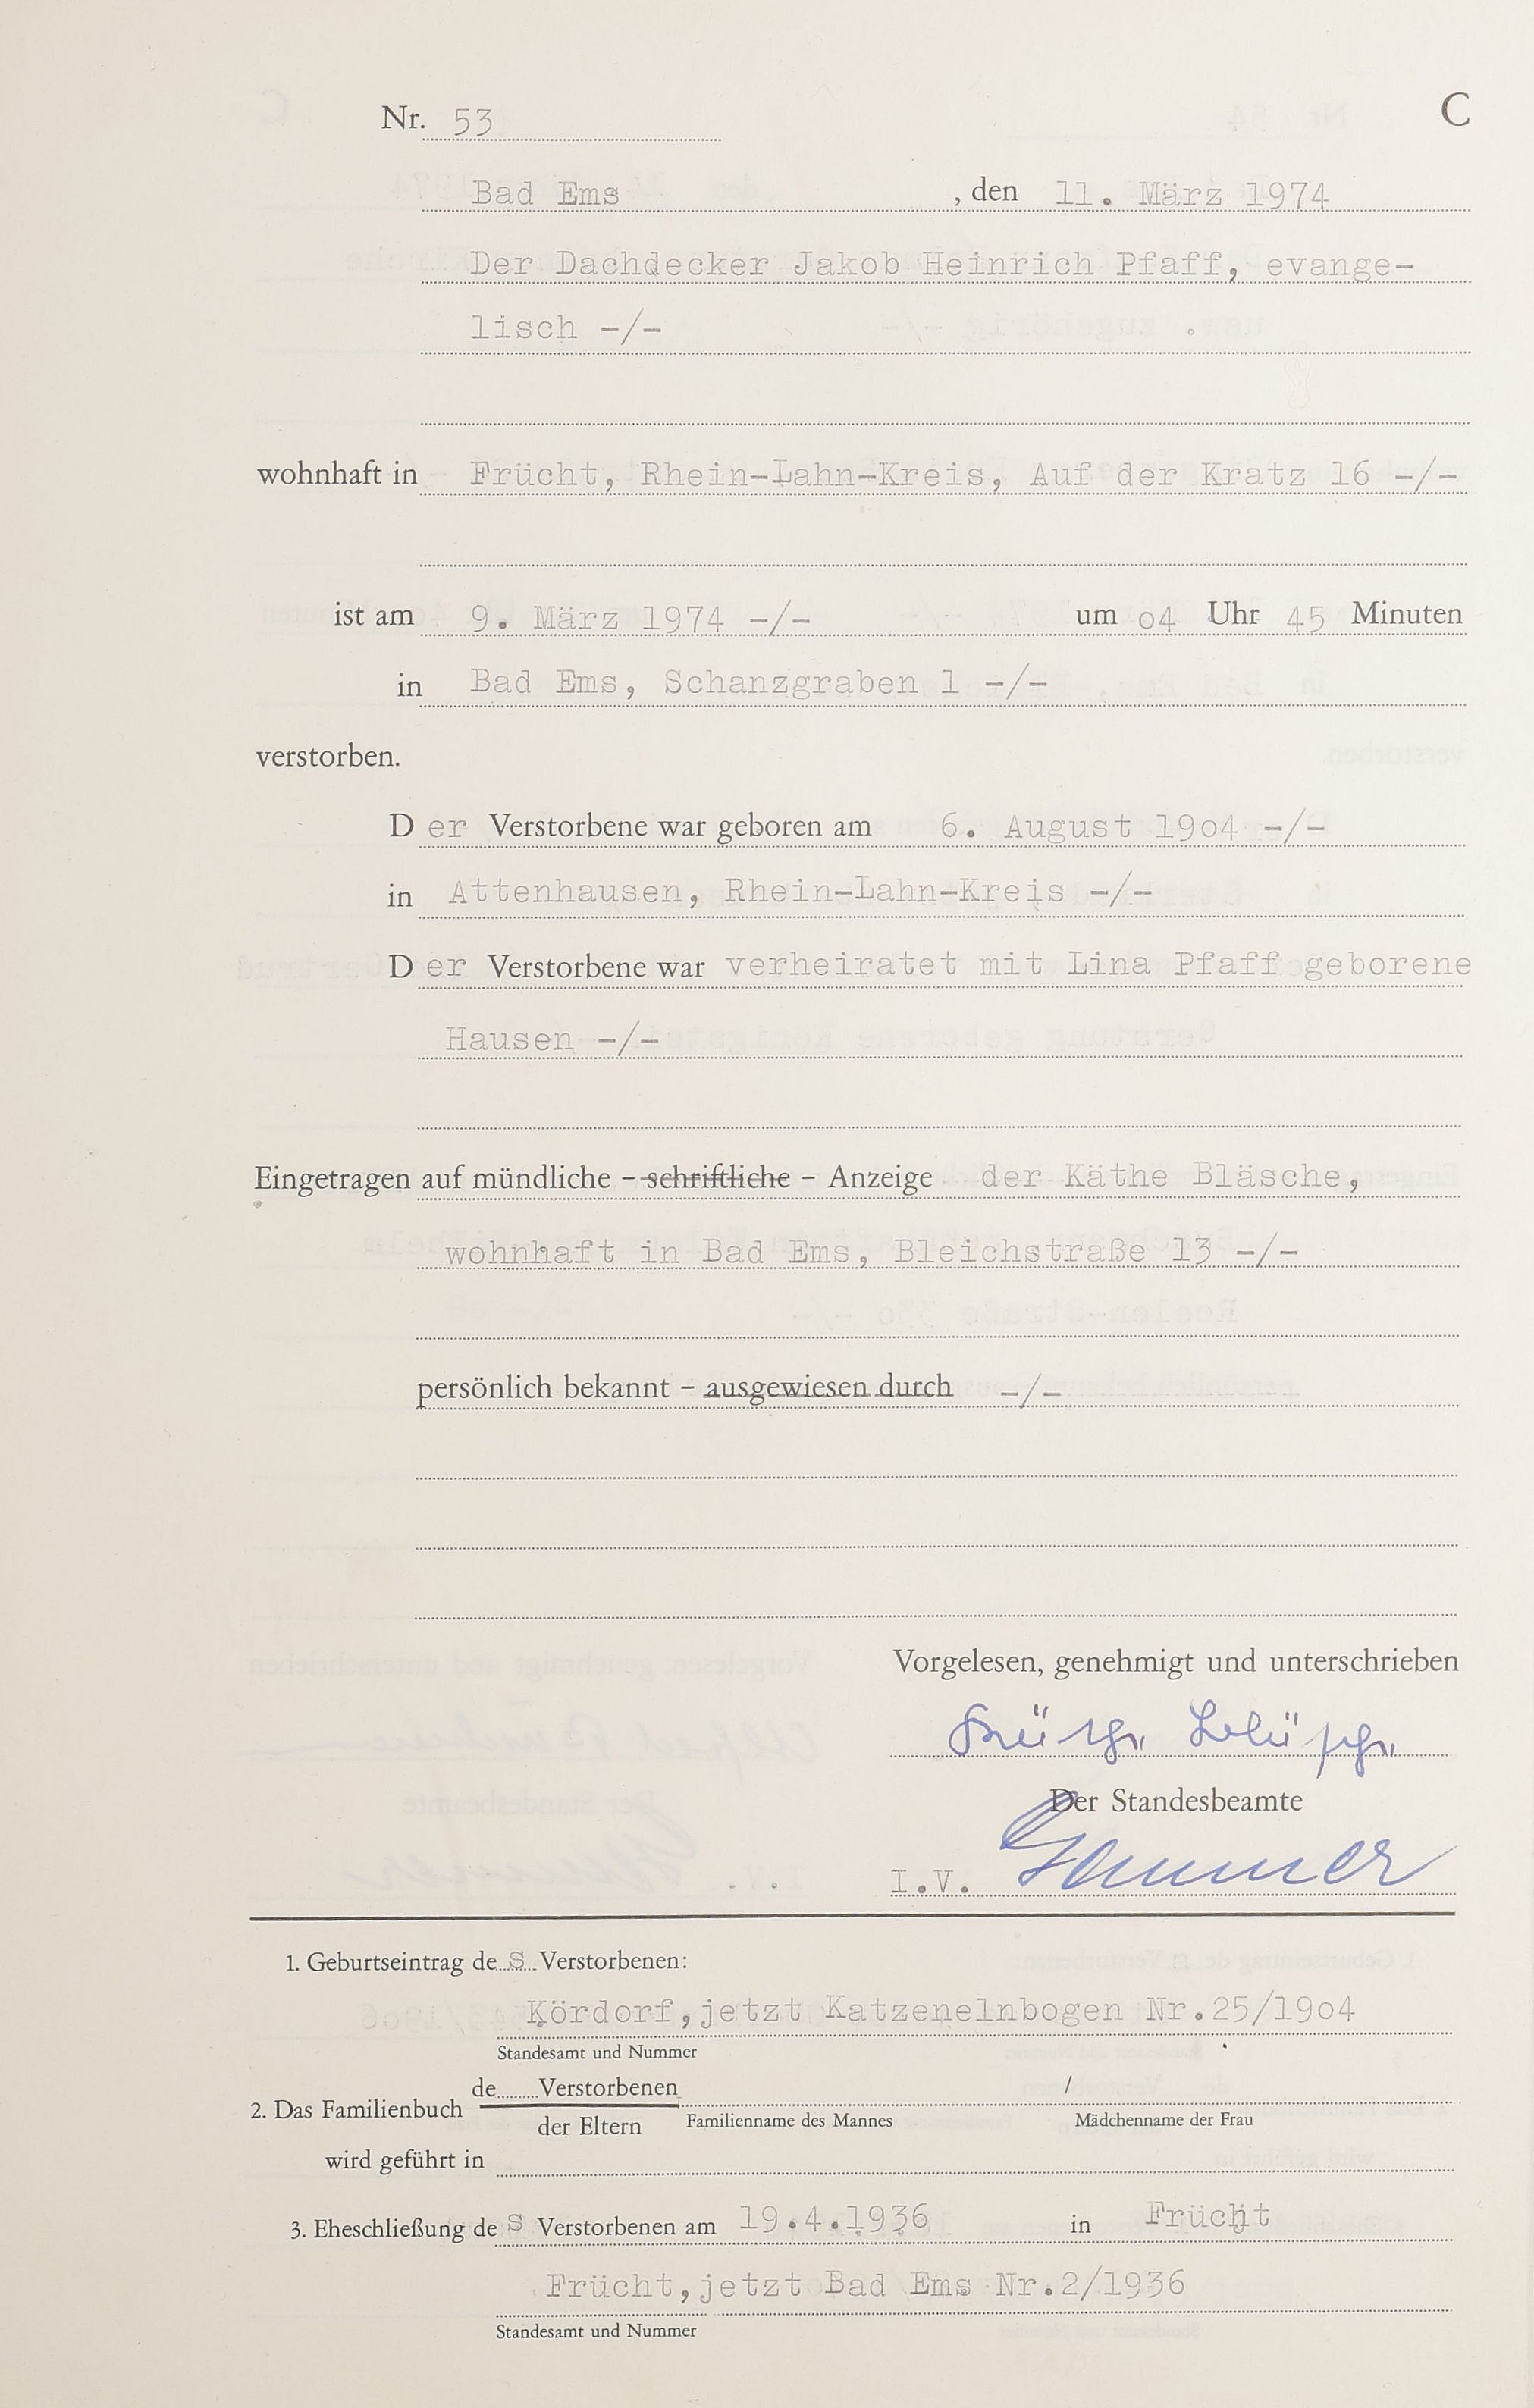 Nr. 53 C
Bad Ems , den 11. März 1974
Der Dachdecker Jakob Heinrich Pfaff, evange-
lisch -/-
wohnhaft in Frücht, Rhein-Lahn-Kreis, Auf der Kratz 16 -/-
ist am 9. März 1974 -/- um o4 Uhr 45 Minuten
in Bad Ems, Schanzgraben 1 -/-
verstorben.
Der Verstorbene war geboren am 6. August 19o4 -/-
in Attenhausen, Rhein-Lahn-Kreis -/-
Der Verstorbene war verheiratet mit Lina Pfaff geborene
Hausen -/-
Eingetragen auf mündliche - schriftliche - Anzeige der Käthe Bläsche,
wohnhaft in Bad Ems, Bleichstraße 13 -/-
persönlich bekannt - ausgewiesen durch -/-
Vorgelesen, genehmigt und unterschrieben
Käthe Bläsche
Der Standesbeamte
I.V.
1. Geburtseintrag des Verstorbenen:
Kördorf,jetzt Katzenelnbogen Nr.25/19o4
Standesamt und Nummer
de......... Verstorbenen /
2. Das Familienbuch
der Eltern Familienname des Mannes Mädchenname der Frau
wird geführt in
3. Eheschließung des Verstorbenen am 19.4.1936 in Frücht
Frücht,jetzt Bad Ems Nr.2/1936
Standesamt und Nummer